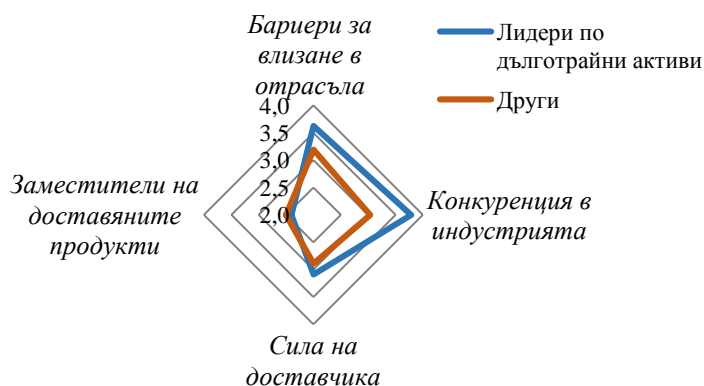 Бариери за
влизане в
отрасъла
Лидери по
дълготрайни активи
Други
4,0
3,5
3,0
2,5
2,0
Заместители на
доставяните
продукти
Конкуренция в
индустрията
Сила на
доставчика